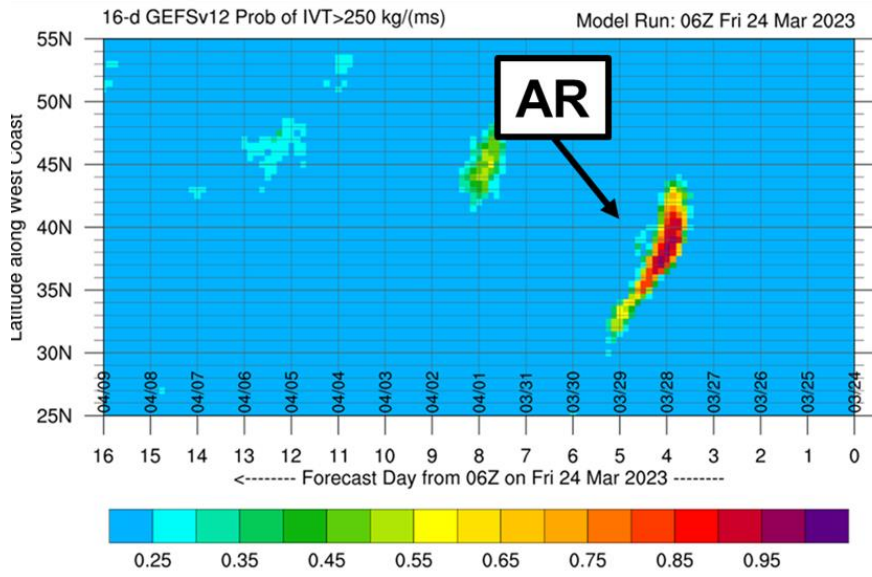 16-d GEFSv12 Prob of IVT>250 kg/(ms) Model Run: 06Z Fri 24 Mar 2023
55N
50N
45N
40N
35N
30N
25N
Latitude along West Coast
AR
04/09 04/08 04/07 04/06 04/05 04/04 04/03 04/02 04/01 03/31 03/30 03/29 03/28 03/27 03/26 03/25 03/24
16 15 14 13 12 11 10 9 8 7 6 5 4 3 2 1 0
<------- Forecast Day from 06Z on Fri 24 Mar 2023 -------
0.25 0.35 0.45 0.55 0.65 0.75 0.85 0.95